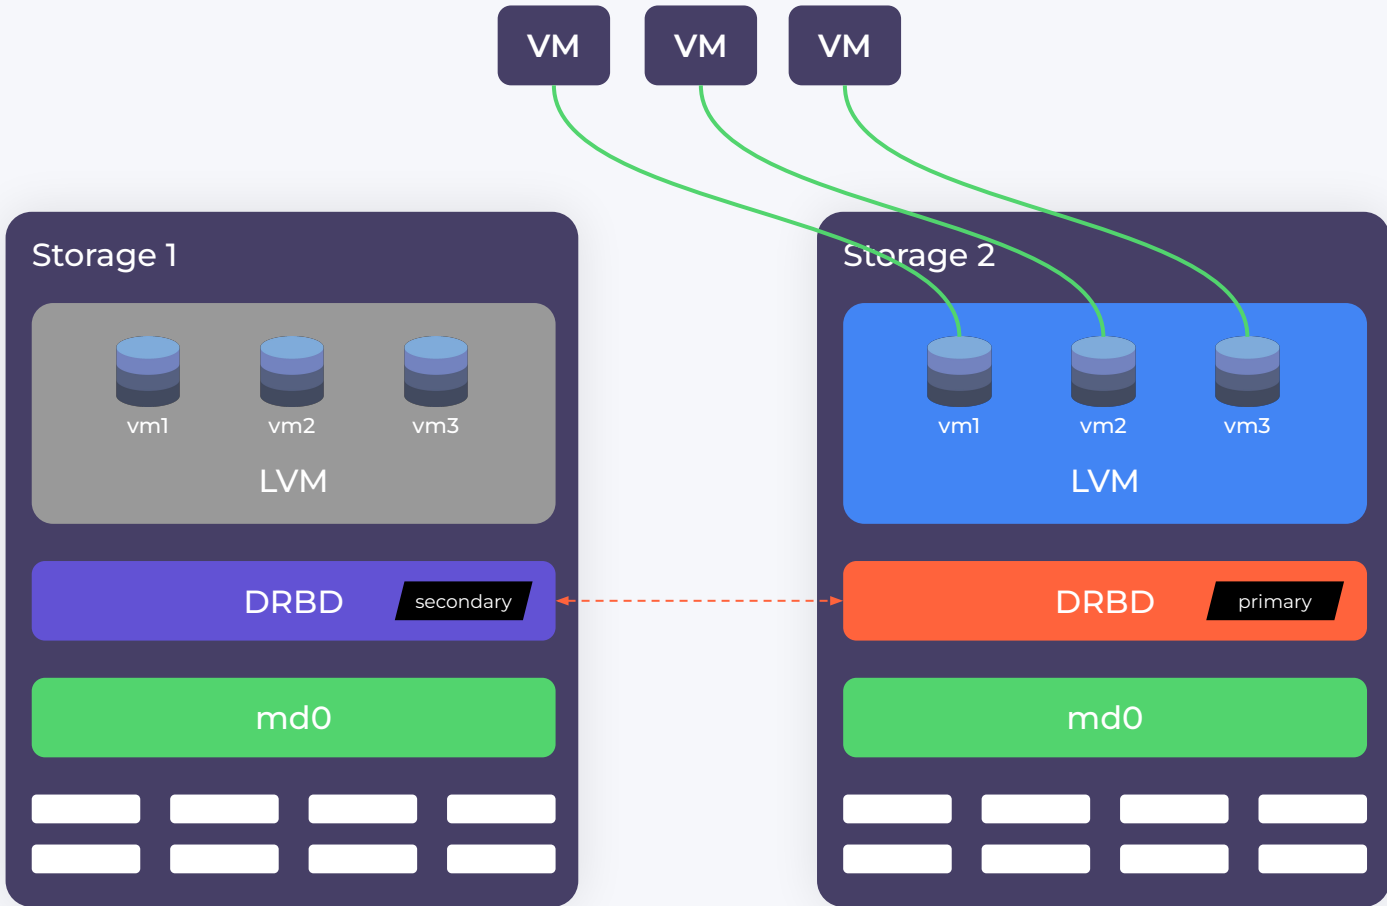 VM VM VM
Storage 1
vm1 vm2 vm3
LVM
DRBD secondary
md0
Storage 2
vm1 vm2 vm3
LVM
DRBD primary
md0